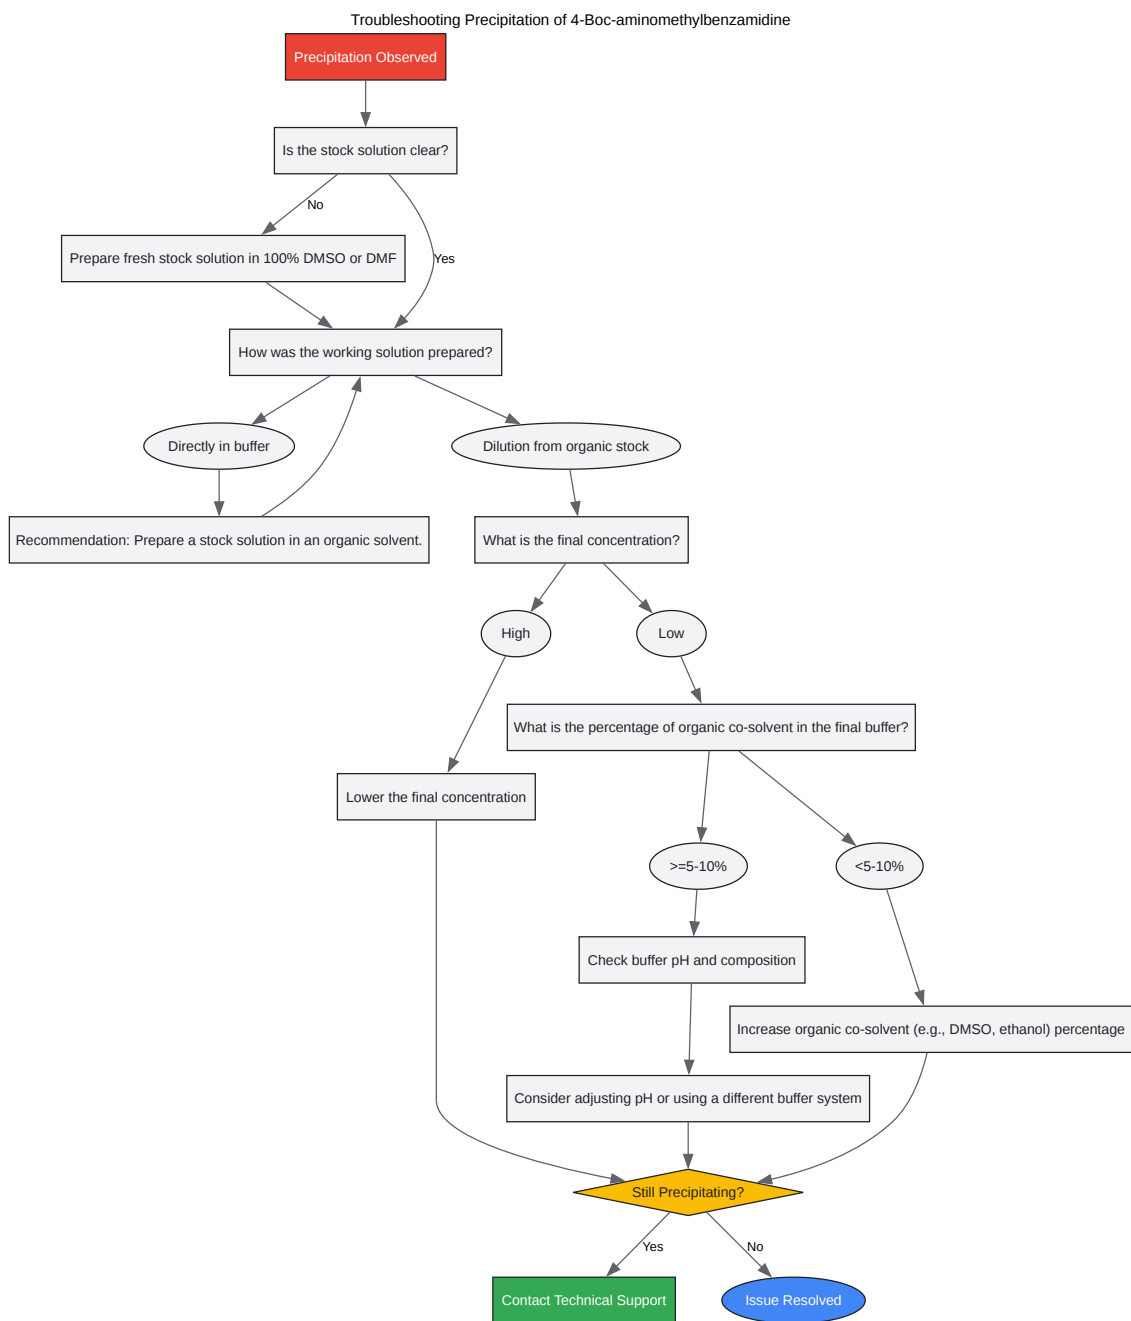 Troubleshooting Precipitation of 4-Boc-aminomethylbenzamidine
Precipitation Observed
Is the stock solution clear?
No
Prepare fresh stock solution in 100% DMSO or DMF
Yes
How was the working solution prepared?
Directly in buffer
Dilution from organic stock
Recommendation: Prepare a stock solution in an organic solvent.
What is the final concentration?
High
Low
What is the percentage of organic co-solvent in the final buffer?
Lower the final concentration
>=5-10%
<5-10%
Check buffer pH and composition
Increase organic co-solvent (e.g., DMSO, ethanol) percentage
Consider adjusting pH or using a different buffer system
Still Precipitating?
Yes
No
Contact Technical Support
Issue Resolved